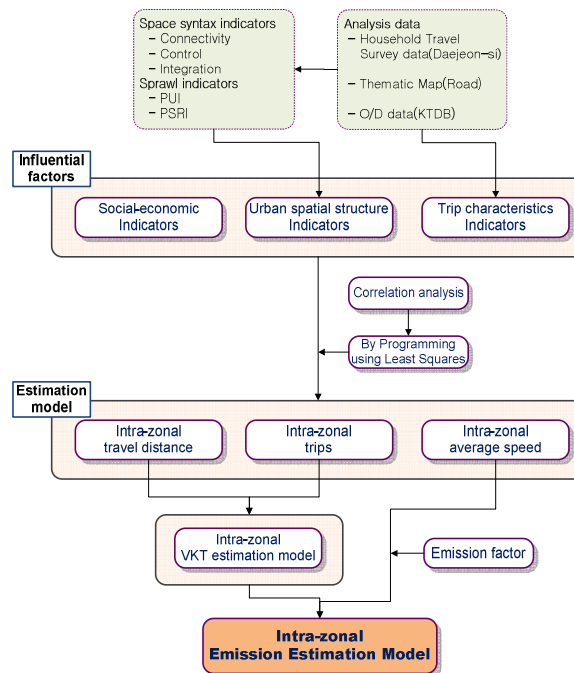 Space syntax indicators
– Connectivity
– Control
– Integration
Sprawl indicators
– PUI
– PSRI
Analysis data
– Household Travel
Survey data(Daejeon-si)
– Thematic Map(Road)
– O/D data(KTDB)
Influential
factors
Social-economic
Indicators
Urban spatial structure
Indicators
Trip characteristics
Indicators
Correlation analysis
By Programming
using Least Squares
Estimation
model
Intra-zonal
travel distance
Intra-zonal
trips
Intra-zonal
average speed
Intra-zonal
VKT estimation model
Emission factor
Intra-zonal
Emission Estimation Model